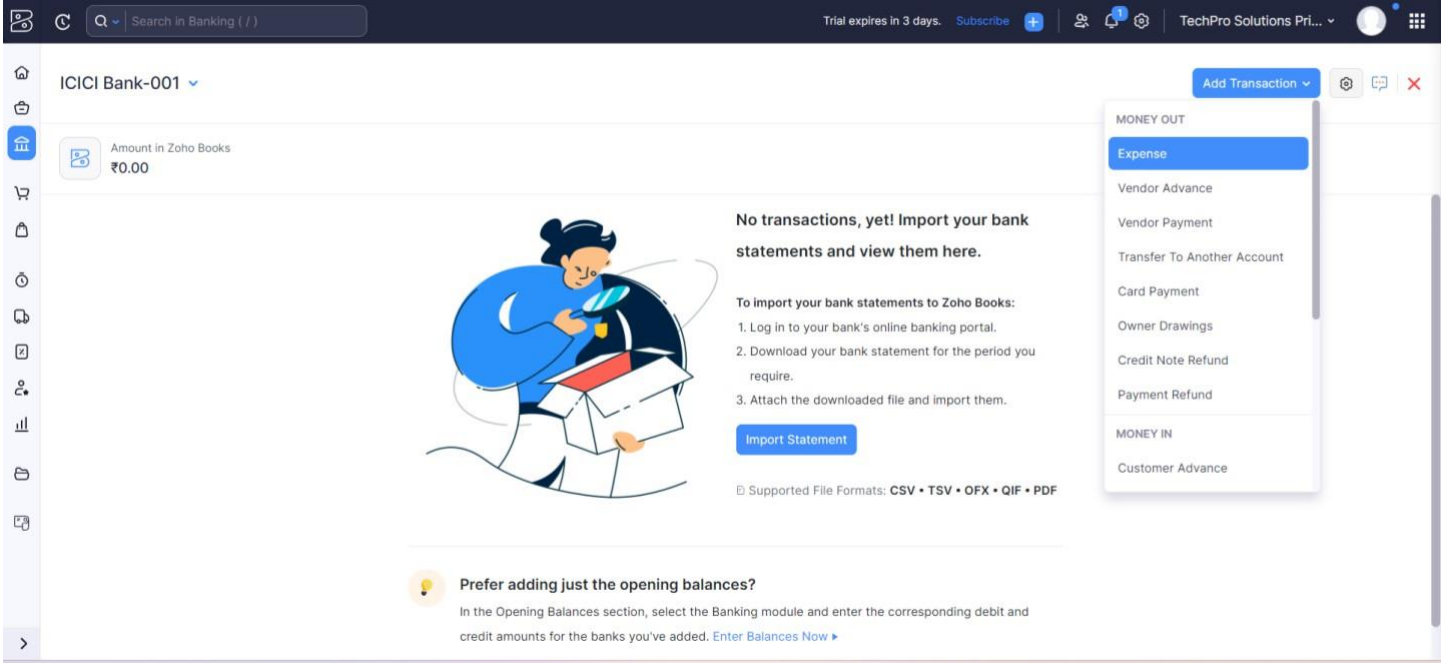 Search in Banking ( / )
Trial expires in 3 days. Subscribe
1
TechPro Solutions Pri...
ICICI Bank-001
Add Transaction
Amount in Zoho Books
₹0.00
MONEY OUT
Expense
Vendor Advance
Vendor Payment
Transfer To Another Account
Card Payment
Owner Drawings
Credit Note Refund
Payment Refund
MONEY IN
Customer Advance
No transactions, yet! Import your bank
statements and view them here.
To import your bank statements to Zoho Books:
1. Log in to your bank's online banking portal.
2. Download your bank statement for the period you
require.
3. Attach the downloaded file and import them.
Import Statement
Supported File Formats: CSV • TSV • OFX • QIF • PDF
Prefer adding just the opening balances?
In the Opening Balances section, select the Banking module and enter the corresponding debit and
credit amounts for the banks you've added. Enter Balances Now